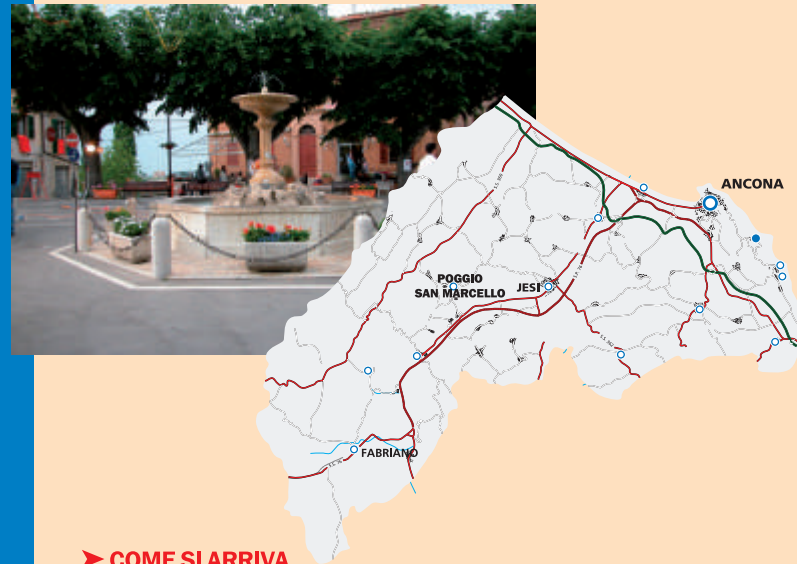 ANCONA
POGGIO
SAN MARCELLO
JESI
FABRIANO
➤ COME SI ARRIVA